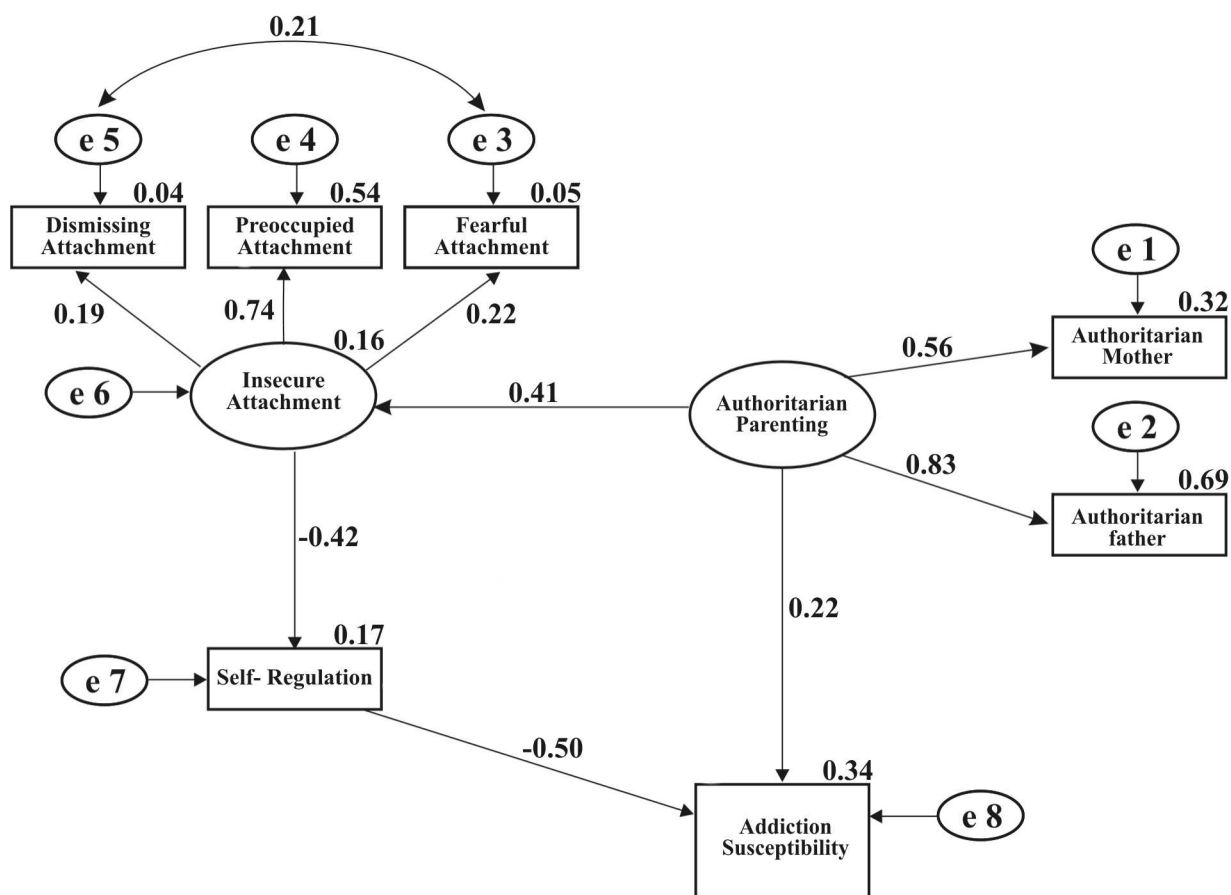 0.21
e 5
e 4
e 3
0.04
0.54
0.05
Dismissing
Attachment
Preoccupied
Attachment
Fearful
Attachment
e 1
0.32
Authoritarian
Mother
0.19
0.74
0.22
0.16
0.56
e 6
Insecure
Attachment
0.41
Authoritarian
Parenting
e 2
0.83
0.69
Authoritarian
father
-0.42
0.22
0.17
e 7
Self- Regulation
-0.50
0.34
Addiction
Susceptibility
e 8